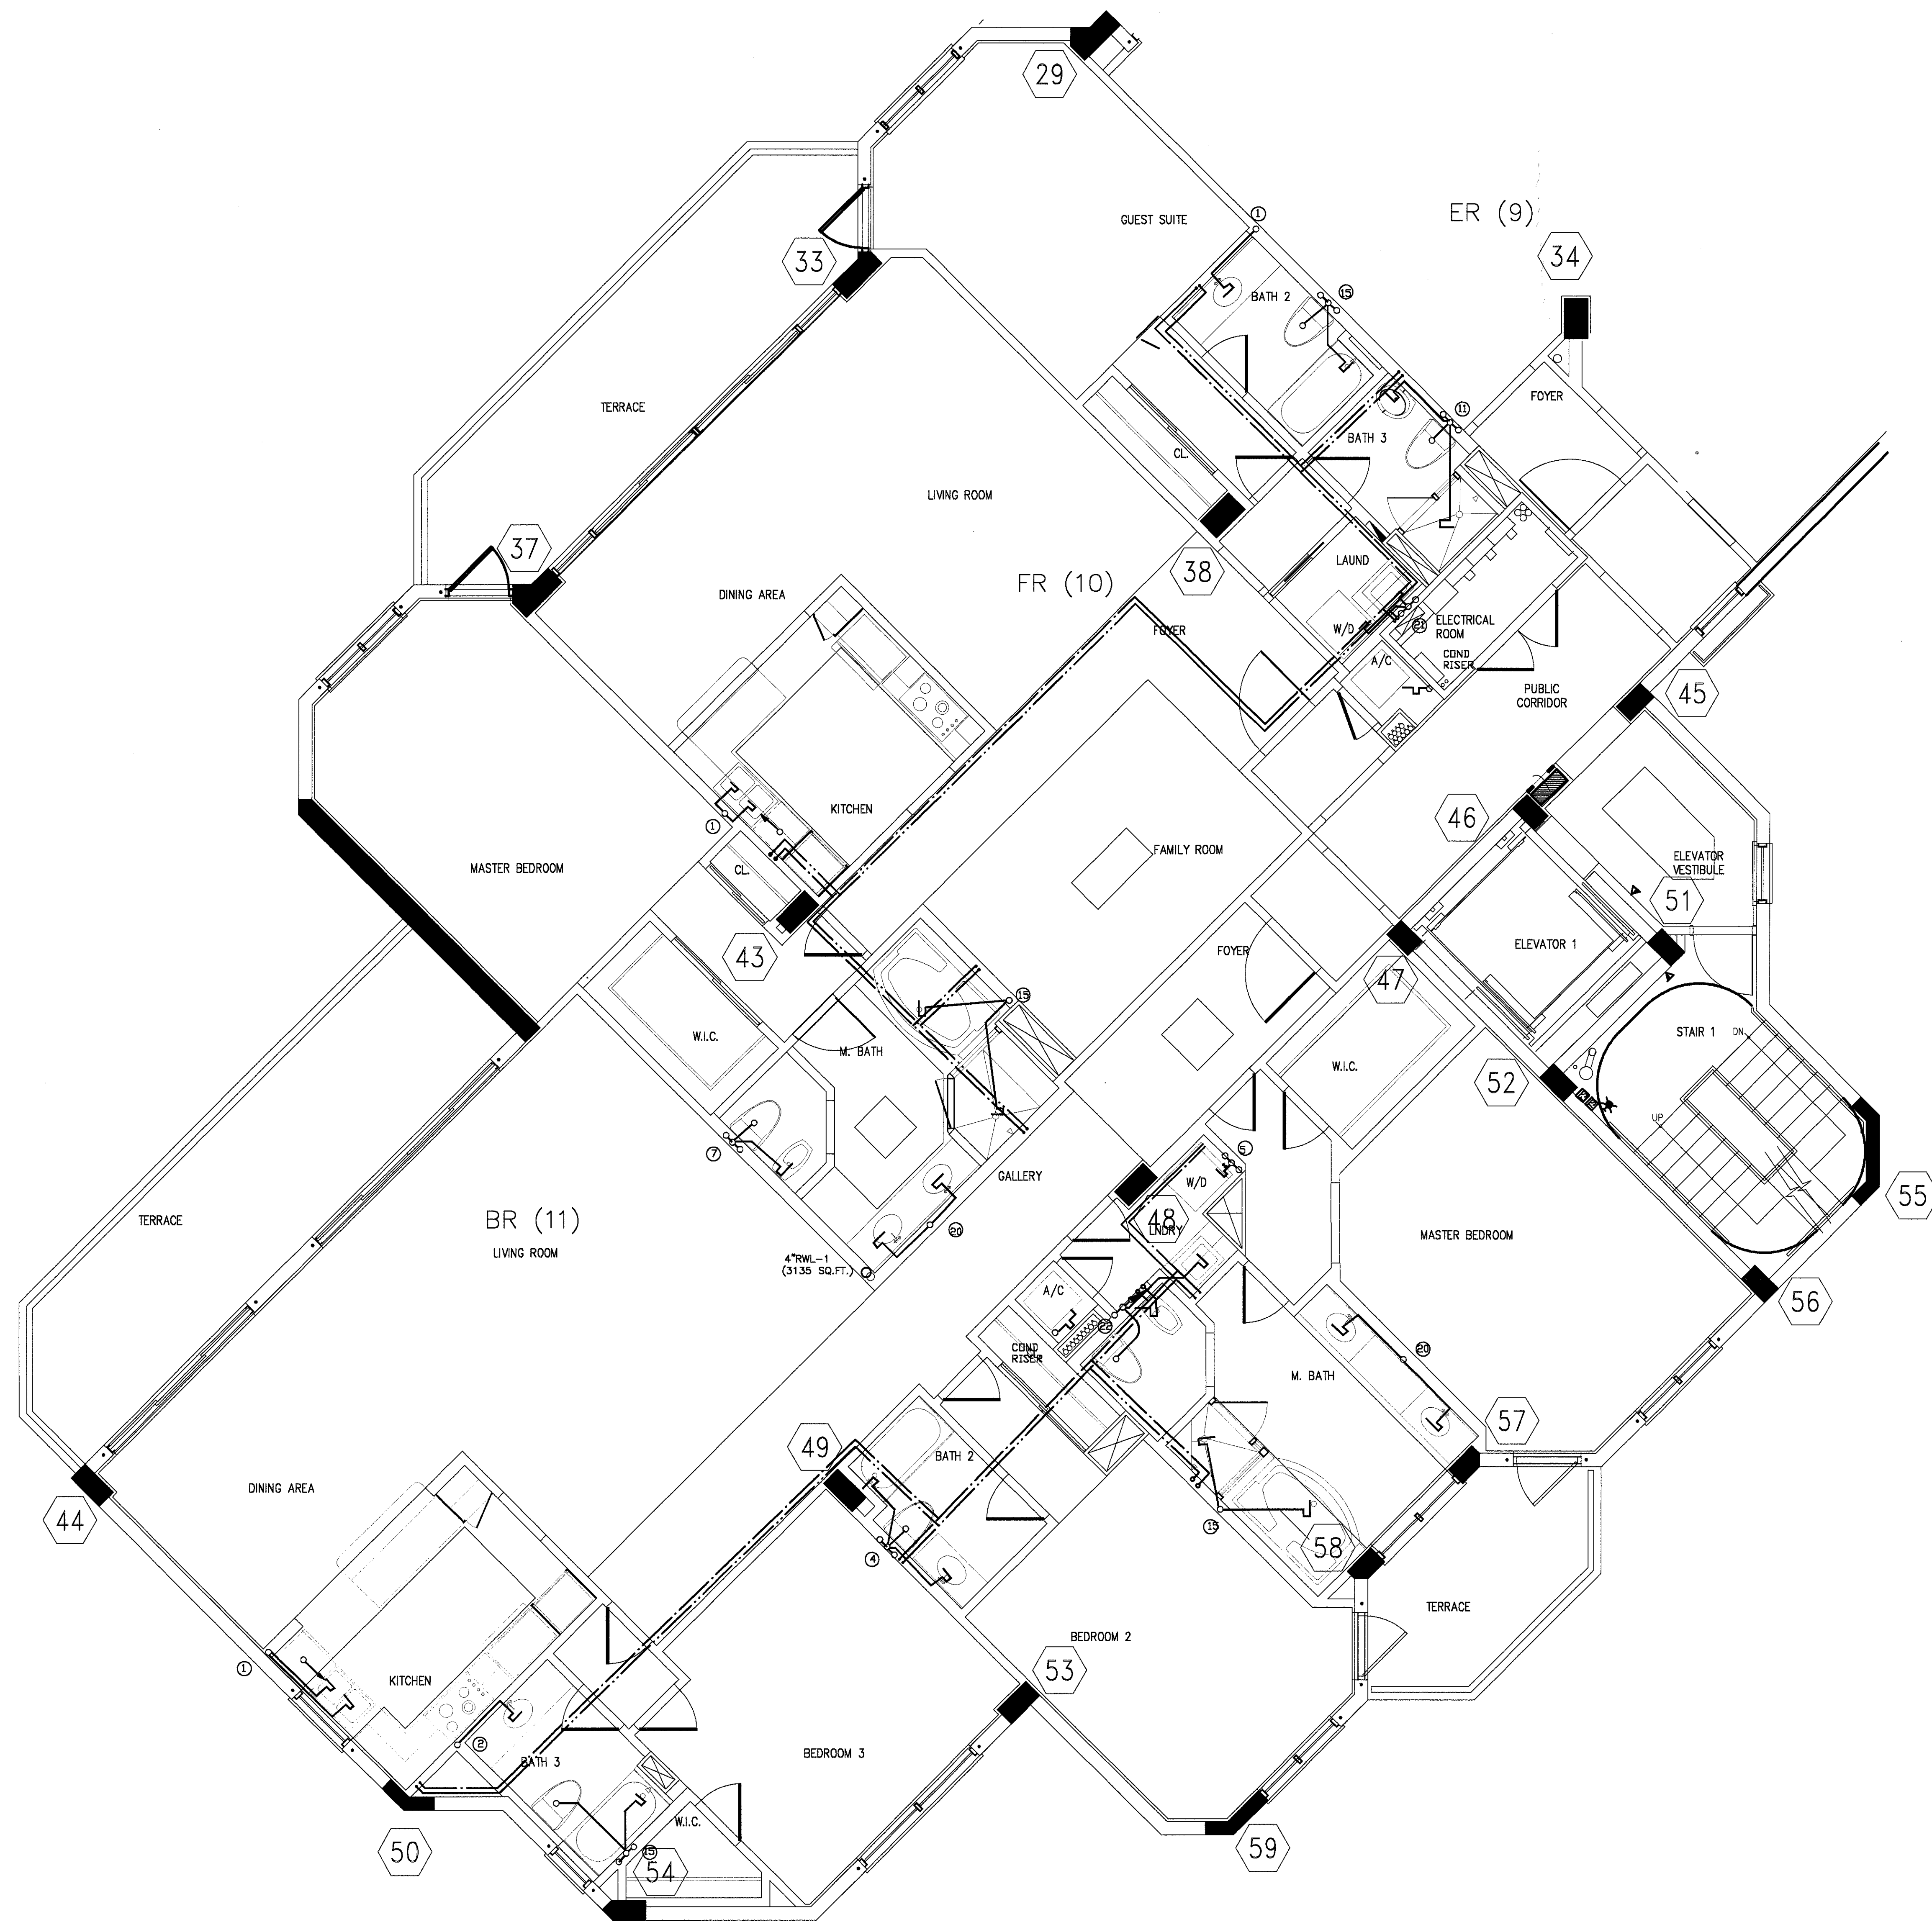 29
1
ER (9)
GUEST SUITE
34
33
BATH 2
15
FOYER
TERRACE
11
BATH 3
CL.
LIVING ROOM
37
LAUND
38
FR (10)
DINING AREA
ELECTRICAL
ROOM
21
W/D
FOYER
COND
RISER
A/C
PUBLIC
CORRIDOR
45
KITCHEN
1
46
FAMILY ROOM
ELEVATOR
VESTIBULE
MASTER BEDROOM
CL.
51
43
FOYER
ELEVATOR 1
47
15
W.I.C.
STAIR 1
DN
M. BATH
W.I.C.
52
UP
7
5
GALLERY
W/D
55
TERRACE
BR (11)
48
LNDRY
20
MASTER BEDROOM
LIVING ROOM
4"RWL-1
(3135 SQ.FT.)
A/C
56
22
COND
RISER
CL.
20
M. BATH
57
49
BATH 2
DINING AREA
44
15
58
4
TERRACE
BEDROOM 2
1
53
KITCHEN
2
BATH 3
BEDROOM 3
W.I.C.
50
15
54
59